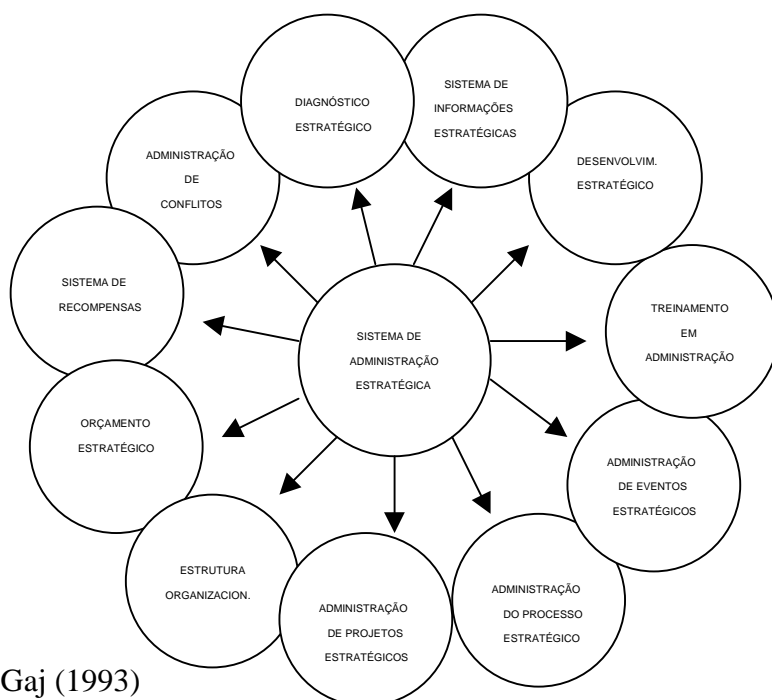 DIAGNÓSTICO
ESTRATÉGICO
SISTEMA DE
INFORMAÇÕES
ESTRATÉGICAS
DESENVOLVIM.
ESTRATÉGICO
TREINAMENTO
EM
ADMINISTRAÇÃO
ADMINISTRAÇÃO
DE EVENTOS
ESTRATÉGICOS
ADMINISTRAÇÃO
DO PROCESSO
ESTRATÉGICO
ADMINISTRAÇÃO
DE PROJETOS
ESTRATÉGICOS
ESTRUTURA
ORGANIZACION.
ORÇAMENTO
ESTRATÉGICO
SISTEMA DE
RECOMPENSAS
ADMINISTRAÇÃO
DE
CONFLITOS
SISTEMA DE
ADMINISTRAÇÃO
ESTRATÉGICA
Gaj (1993)